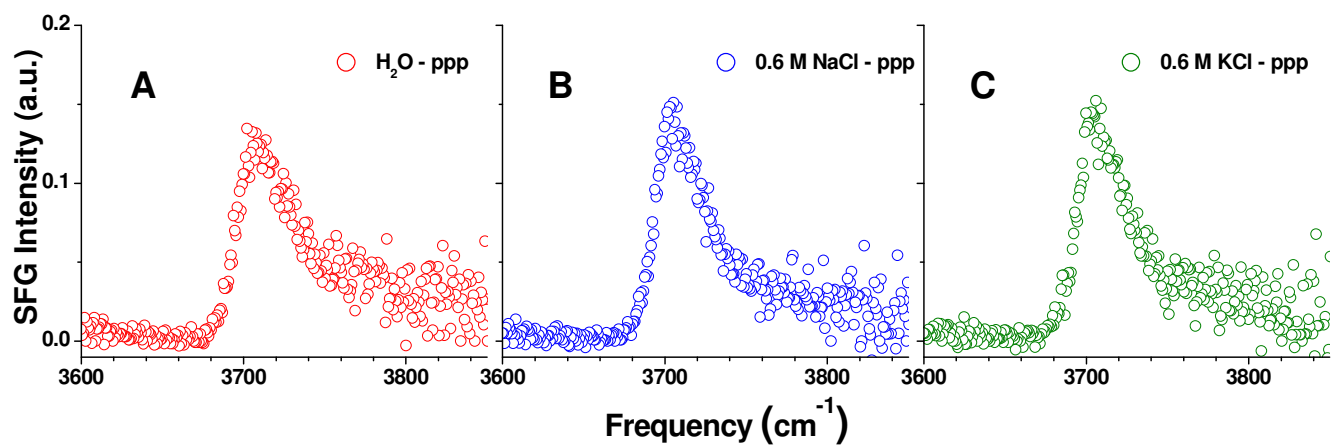 SFG Intensity (a.u.)
0.2
0.1
0.0
A
H₂O - ppp
B
0.6 M NaCl - ppp
C
0.6 M KCl - ppp
3600 3700 3800 3600 3700 3800 3600 3700 3800
Frequency (cm⁻¹)